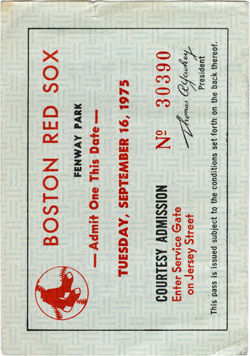 BOSTON RED SOX
FENWAY PARK
— Admit One This Date —
TUESDAY, SEPTEMBER 16, 1975
COURTESY ADMISSION
Enter Service Gate
on Jersey Street
Nº 30390
Thomas A Yawkey
President
This pass is issued subject to the conditions set forth on the back thereof.